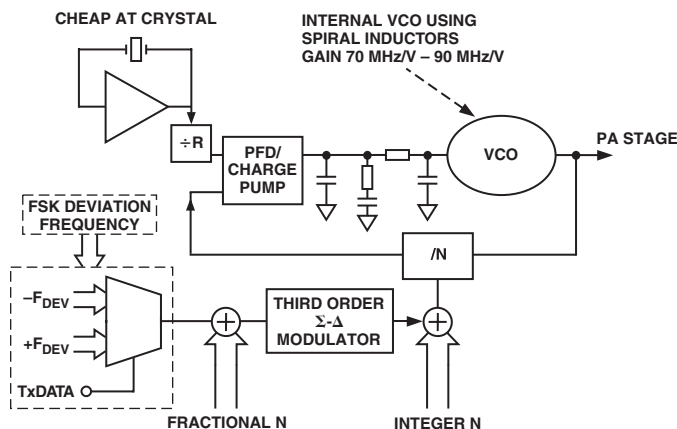 CHEAP AT CRYSTAL
INTERNAL VCO USING
SPIRAL INDUCTORS
GAIN 70 MHz/V – 90 MHz/V
÷R
PFD/
CHARGE
PUMP
VCO
PA STAGE
FSK DEVIATION
FREQUENCY
/N
–FDEV
+FDEV
TxDATA
THIRD ORDER
Σ-Δ
MODULATOR
FRACTIONAL N
INTEGER N